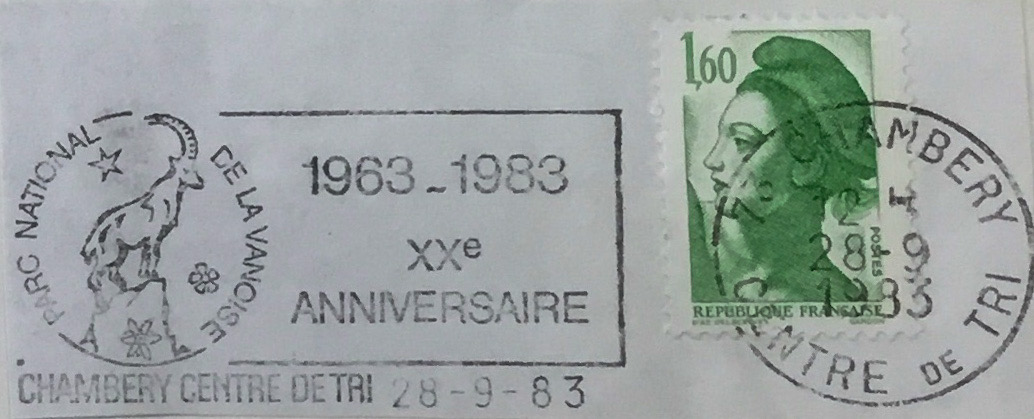 PARC NATIONAL DE LA VANOISE
1963-1983
XXe
ANNIVERSAIRE
CHAMBERY CENTRE DE TRI 28-9-83
1,60
POSTES
REPUBLIQUE FRANÇAISE
CHAMBERY
28-9
1983
CENTRE DE TRI